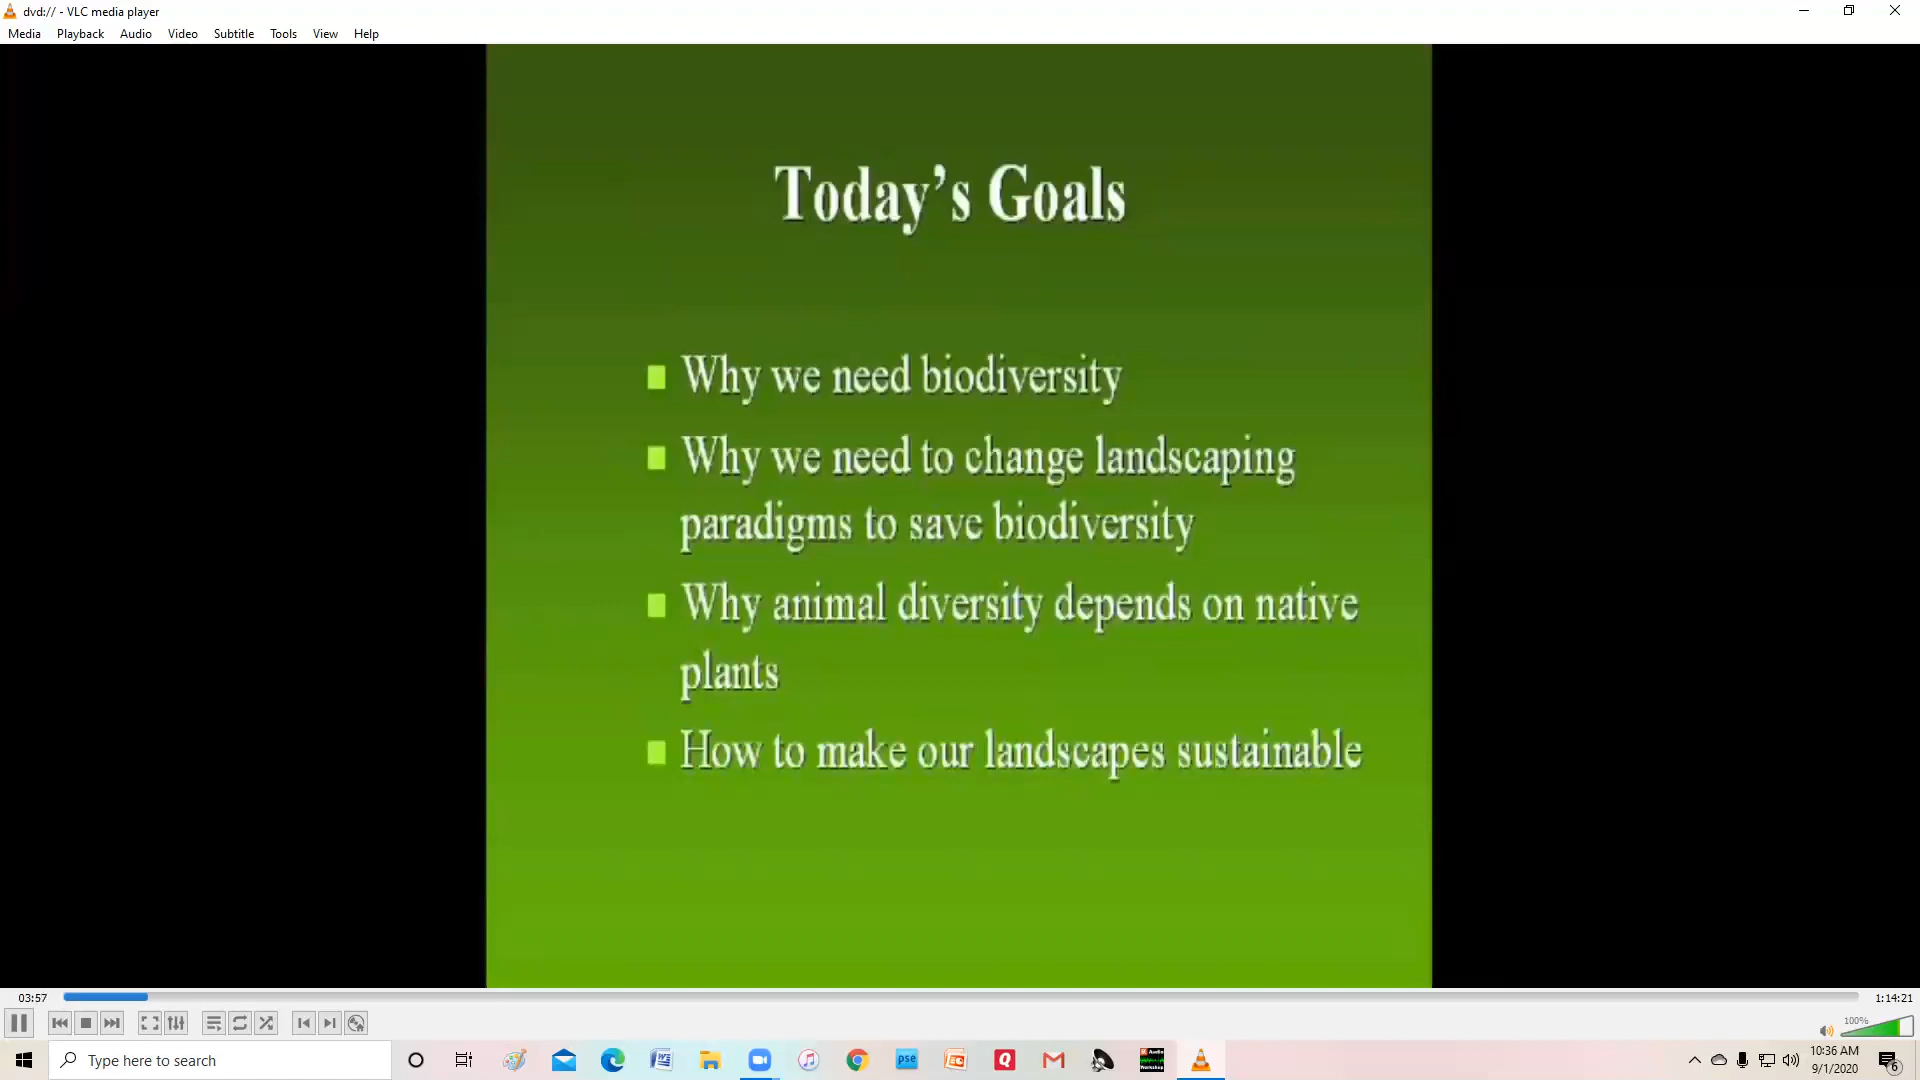 dvd:// - VLC media player
Media Playback Audio Video Subtitle Tools View Help
Today's Goals
Why we need biodiversity
Why we need to change landscaping
paradigms to save biodiversity
Why animal diversity depends on native
plants
How to make our landscapes sustainable
03:57
1:14:21
100%
Type here to search
pse
Q
10:36 AM
9/1/2020
6